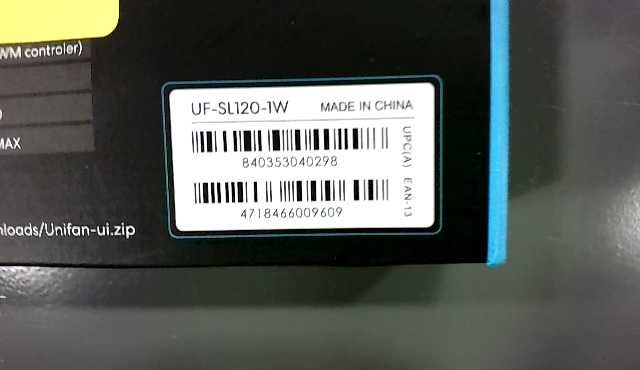 WM controler)
MAX
nloads/Unifan-ui.zip
UF-SL120-1W MADE IN CHINA
840353040298
UPC(A)
4718466009609
EAN-13